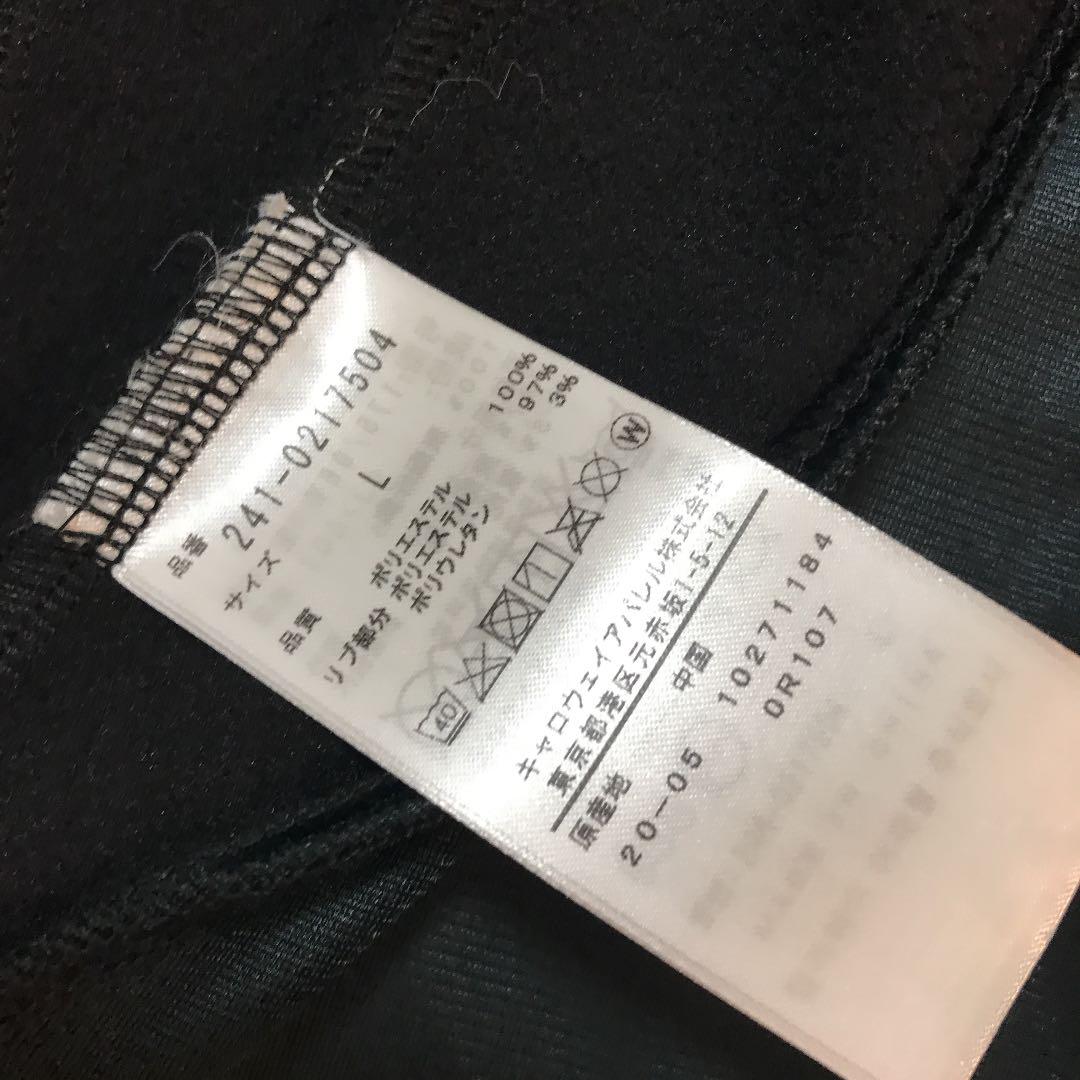 品番 241-0217504
サイズ L
品質 ポリエステル 100%
リブ部分 ポリエステル 97%
ポリウレタン 3%
40 1 W
キャロウェイアパレル株式会社
東京都港区元赤坂1-5-12
原産地 中国
20-05 10271184
0R107